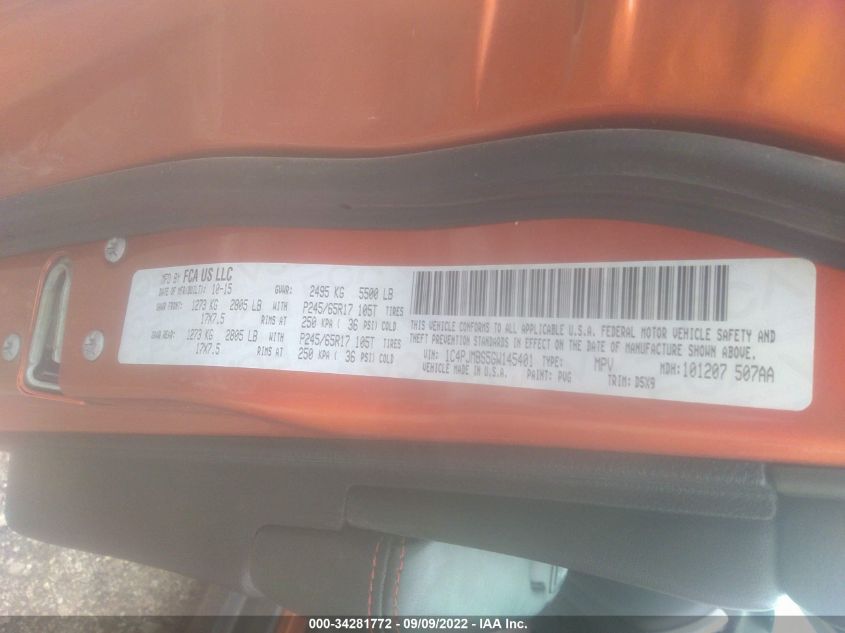 MFD BY FCA US LLC
DATE OF MFR(BUILT): 10-15 GVWR: 2495 KG 5500 LB
GAWR FRONT: 1273 KG 2805 LB WITH P245/65R17 105T TIRES
17X7.5 RIMS AT 250 KPA ( 36 PSI) COLD
GAWR REAR: 1273 KG 2805 LB WITH P245/65R17 105T TIRES
17X7.5 RIMS AT 250 KPA ( 36 PSI) COLD
THIS VEHICLE CONFORMS TO ALL APPLICABLE U.S.A. FEDERAL MOTOR VEHICLE SAFETY AND
THEFT PREVENTION STANDARDS IN EFFECT ON THE DATE OF MANUFACTURE SHOWN ABOVE.
VIN: 1C4PJMBS5GW145401 TYPE: MPV MDH: 101207 507AA
VEHICLE MADE IN U.S.A. PAINT: PVG TRIM: DSX9
000-34281772 - 09/09/2022 - IAA Inc.